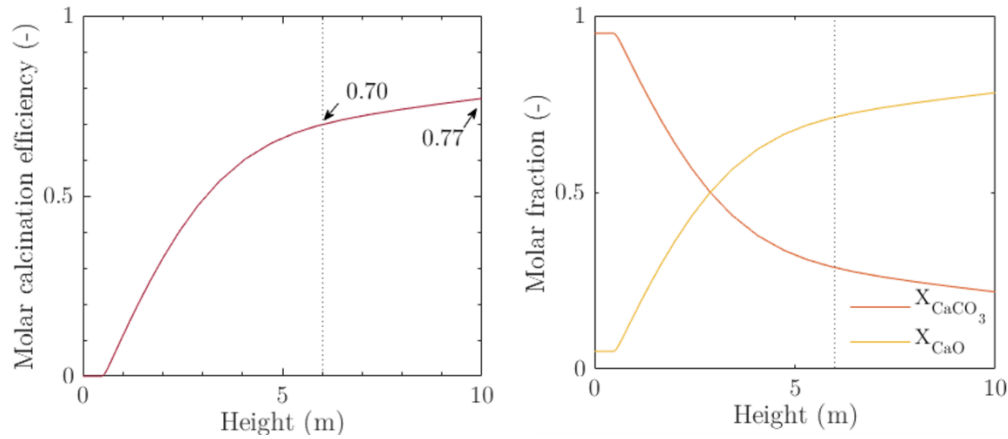 Molar calcination efficiency (-)
1
0.5
0
0.70
0.77
0
5
10
Height (m)
Molar fraction (-)
1
0.5
0
X_CaCO_3
X_CaO
0
5
10
Height (m)